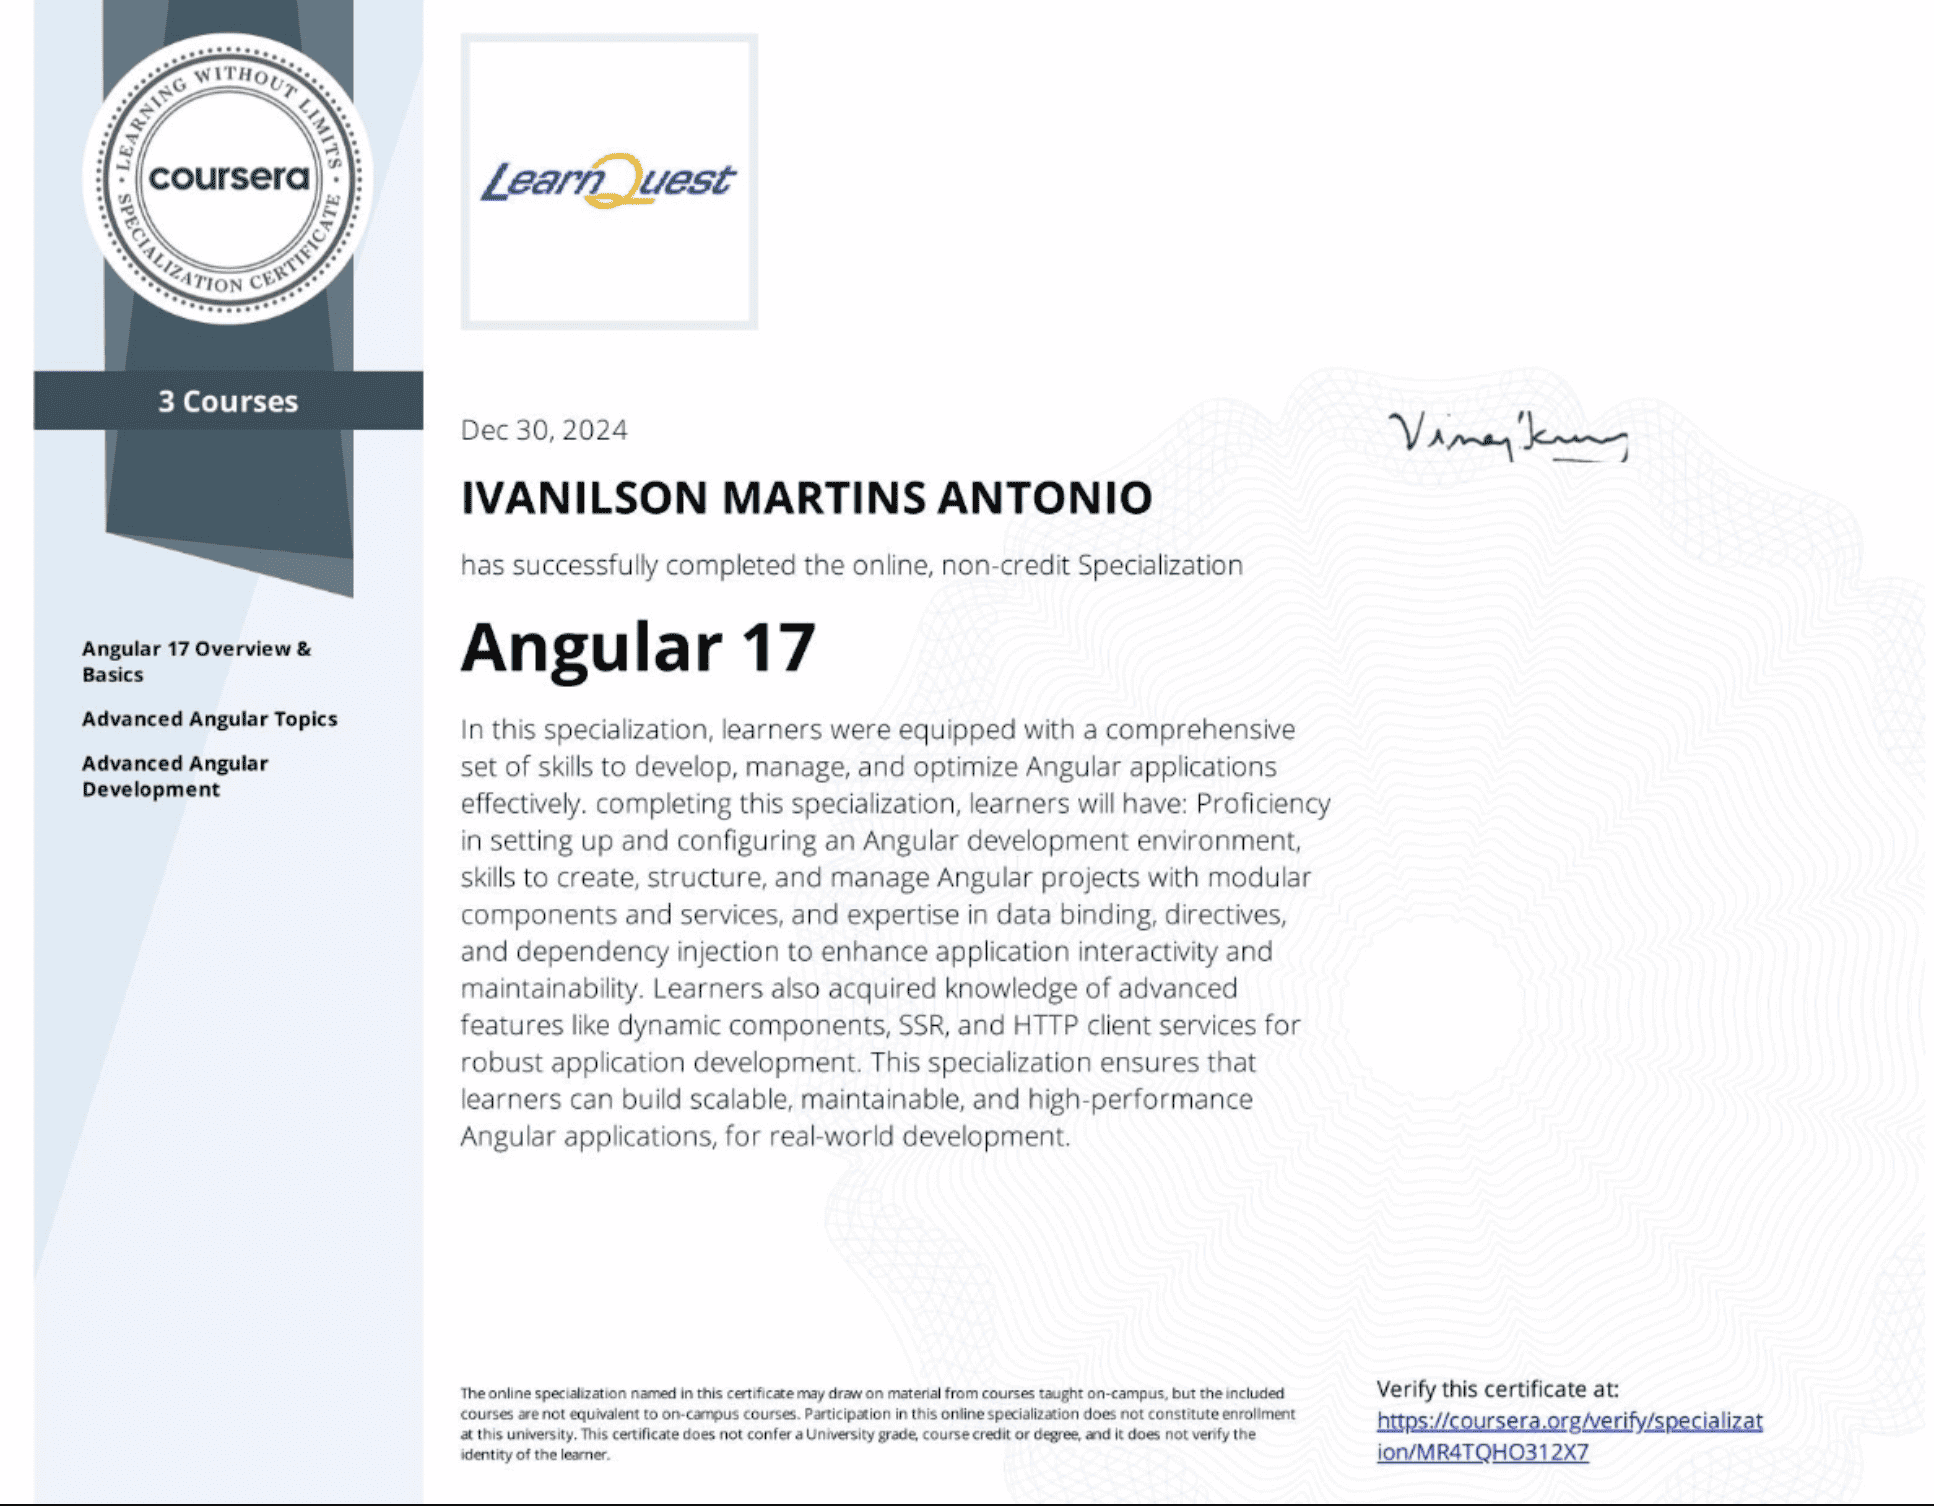 LEARNING WITHOUT LIMITS
coursera
SPECIALIZATION CERTIFICATE
LearnQuest
3 Courses
Angular 17 Overview &
Basics
Advanced Angular Topics
Advanced Angular
Development
Dec 30, 2024
IVANILSON MARTINS ANTONIO
has successfully completed the online, non-credit Specialization
Angular 17
In this specialization, learners were equipped with a comprehensive
set of skills to develop, manage, and optimize Angular applications
effectively. completing this specialization, learners will have: Proficiency
in setting up and configuring an Angular development environment,
skills to create, structure, and manage Angular projects with modular
components and services, and expertise in data binding, directives,
and dependency injection to enhance application interactivity and
maintainability. Learners also acquired knowledge of advanced
features like dynamic components, SSR, and HTTP client services for
robust application development. This specialization ensures that
learners can build scalable, maintainable, and high-performance
Angular applications, for real-world development.
The online specialization named in this certificate may draw on material from courses taught on-campus, but the included
courses are not equivalent to on-campus courses. Participation in this online specialization does not constitute enrollment
at this university. This certificate does not confer a University grade, course credit or degree, and it does not verify the
identity of the learner.
Verify this certificate at:
https://coursera.org/verify/specializat
ion/MR4TQHO312X7